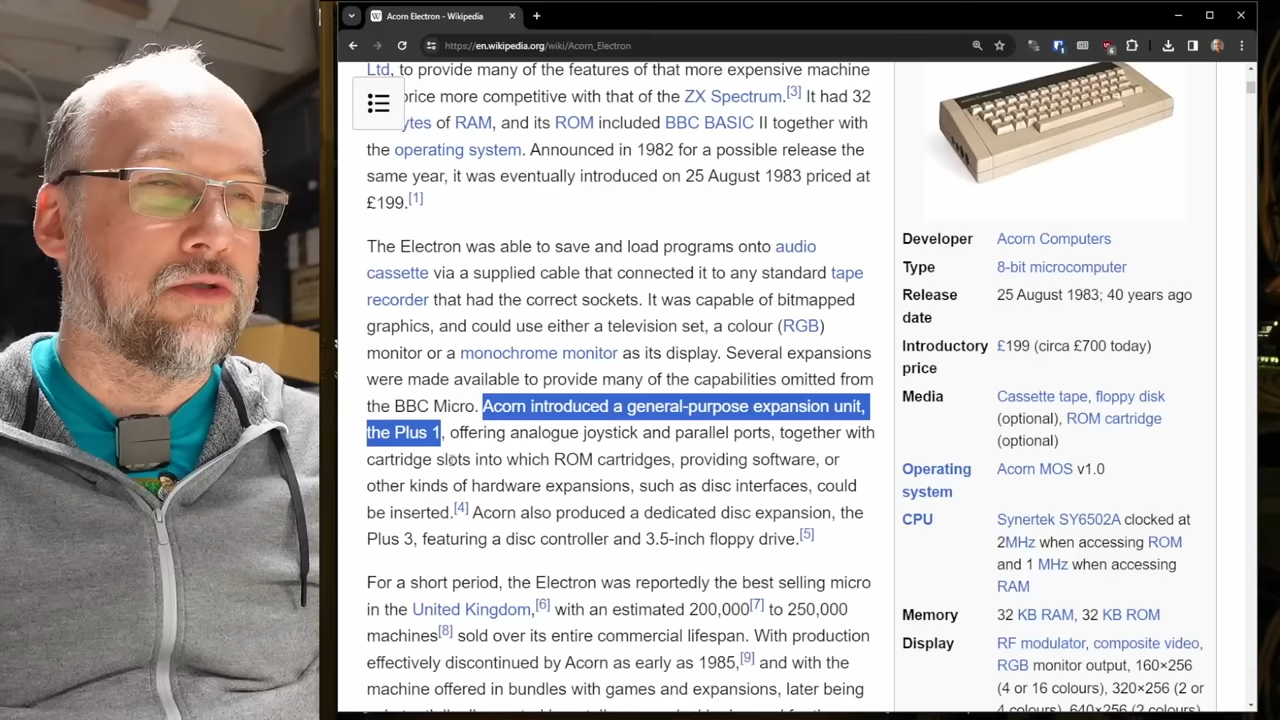 Acorn Electron - Wikipedia
https://en.wikipedia.org/wiki/Acorn_Electron
Ltd, to provide many of the features of that more expensive machine
price more competitive with that of the ZX Spectrum.[3] It had 32
of RAM, and its ROM included BBC BASIC II together with
the operating system. Announced in 1982 for a possible release the
same year, it was eventually introduced on 25 August 1983 priced at
£199.[1]
The Electron was able to save and load programs onto audio
cassette via a supplied cable that connected it to any standard tape
recorder that had the correct sockets. It was capable of bitmapped
graphics, and could use either a television set, a colour (RGB)
monitor or a monochrome monitor as its display. Several expansions
were made available to provide many of the capabilities omitted from
the BBC Micro. Acorn introduced a general-purpose expansion unit,
the Plus 1, offering analogue joystick and parallel ports, together with
cartridge slots into which ROM cartridges, providing software, or
other kinds of hardware expansions, such as disc interfaces, could
be inserted.[4] Acorn also produced a dedicated disc expansion, the
Plus 3, featuring a disc controller and 3.5-inch floppy drive.[5]
For a short period, the Electron was reportedly the best selling micro
in the United Kingdom,[6] with an estimated 200,000[7] to 250,000
machines[8] sold over its entire commercial lifespan. With production
effectively discontinued by Acorn as early as 1985,[9] and with the
machine offered in bundles with games and expansions, later being
Developer Acorn Computers
Type 8-bit microcomputer
Release 25 August 1983; 40 years ago
date
Introductory £199 (circa £700 today)
price
Media Cassette tape, floppy disk
(optional), ROM cartridge
(optional)
Operating Acorn MOS v1.0
system
CPU Synertek SY6502A clocked at
2MHz when accessing ROM
and 1 MHz when accessing
RAM
Memory 32 KB RAM, 32 KB ROM
Display RF modulator, composite video,
RGB monitor output, 160×256
(4 or 16 colours), 320×256 (2 or
4 colours), 640×256 (2 colours)